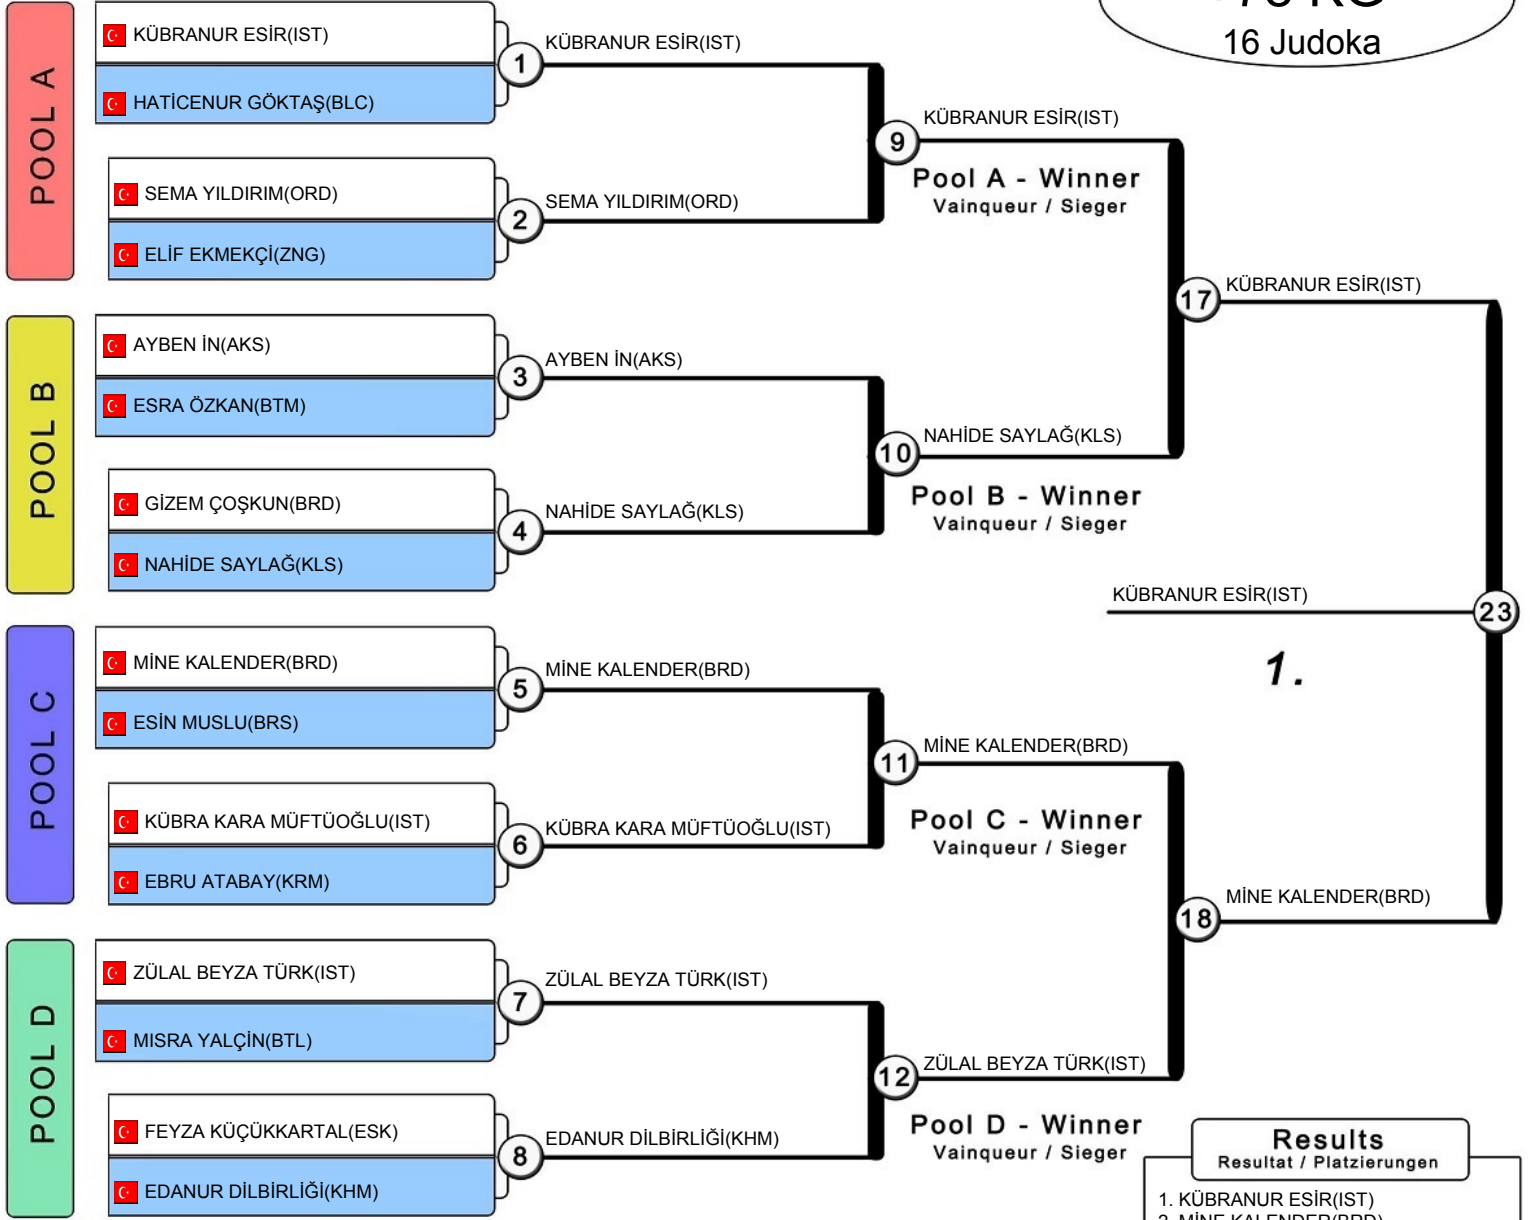 16 Judoka
POOL A
KÜBRANUR ESİR(IST)
HATİCENUR GÖKTAŞ(BLC)
1
KÜBRANUR ESİR(IST)
SEMA YILDIRIM(ORD)
ELİF EKMEKÇİ(ZNG)
2
SEMA YILDIRIM(ORD)
9
KÜBRANUR ESİR(IST)
Pool A - Winner
Vainqueur / Sieger
POOL B
AYBEN İN(AKS)
ESRA ÖZKAN(BTM)
3
AYBEN İN(AKS)
GİZEM ÇOŞKUN(BRD)
NAHİDE SAYLAĞ(KLS)
4
NAHİDE SAYLAĞ(KLS)
10
NAHİDE SAYLAĞ(KLS)
Pool B - Winner
Vainqueur / Sieger
17
KÜBRANUR ESİR(IST)
POOL C
MİNE KALENDER(BRD)
ESİN MUSLU(BRS)
5
MİNE KALENDER(BRD)
KÜBRA KARA MÜFTÜOĞLU(IST)
EBRU ATABAY(KRM)
6
KÜBRA KARA MÜFTÜOĞLU(IST)
11
MİNE KALENDER(BRD)
Pool C - Winner
Vainqueur / Sieger
POOL D
ZÜLAL BEYZA TÜRK(IST)
MISRA YALÇİN(BTL)
7
ZÜLAL BEYZA TÜRK(IST)
FEYZA KÜÇÜKKARTAL(ESK)
EDANUR DİLBİRLİĞİ(KHM)
8
EDANUR DİLBİRLİĞİ(KHM)
12
ZÜLAL BEYZA TÜRK(IST)
Pool D - Winner
Vainqueur / Sieger
18
MİNE KALENDER(BRD)
KÜBRANUR ESİR(IST)
23
1.
Results
Resultat / Platzierungen
1. KÜBRANUR ESİR(IST)
2. MİNE KALENDER(BRD)